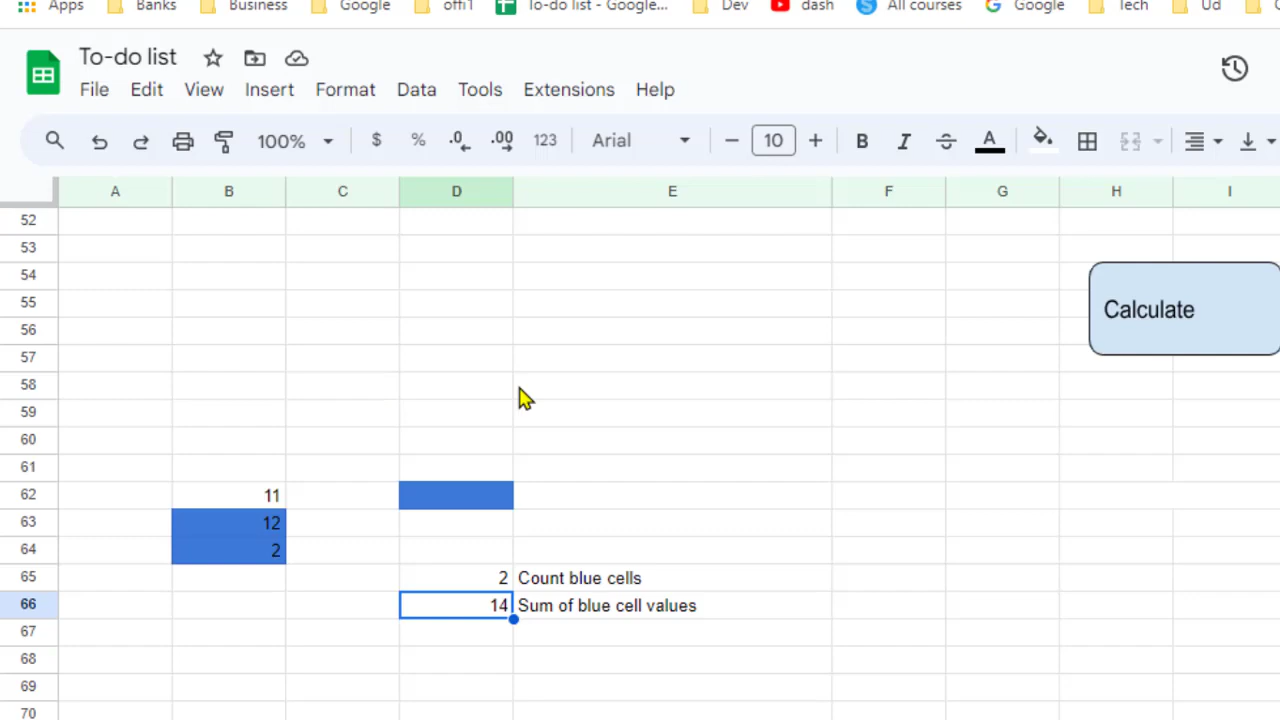 Apps Banks Business Google offi1 To-do list - Google... Dev dash All courses Google Tech Ud
To-do list
File Edit View Insert Format Data Tools Extensions Help
100% $ % .0 .00 123 Arial 10 B I S A
A B C D E F G H I
52
53
54
55
Calculate
56
57
58
59
60
61
62 11
63 12
64 2
65 2 Count blue cells
66 14 Sum of blue cell values
67
68
69
70